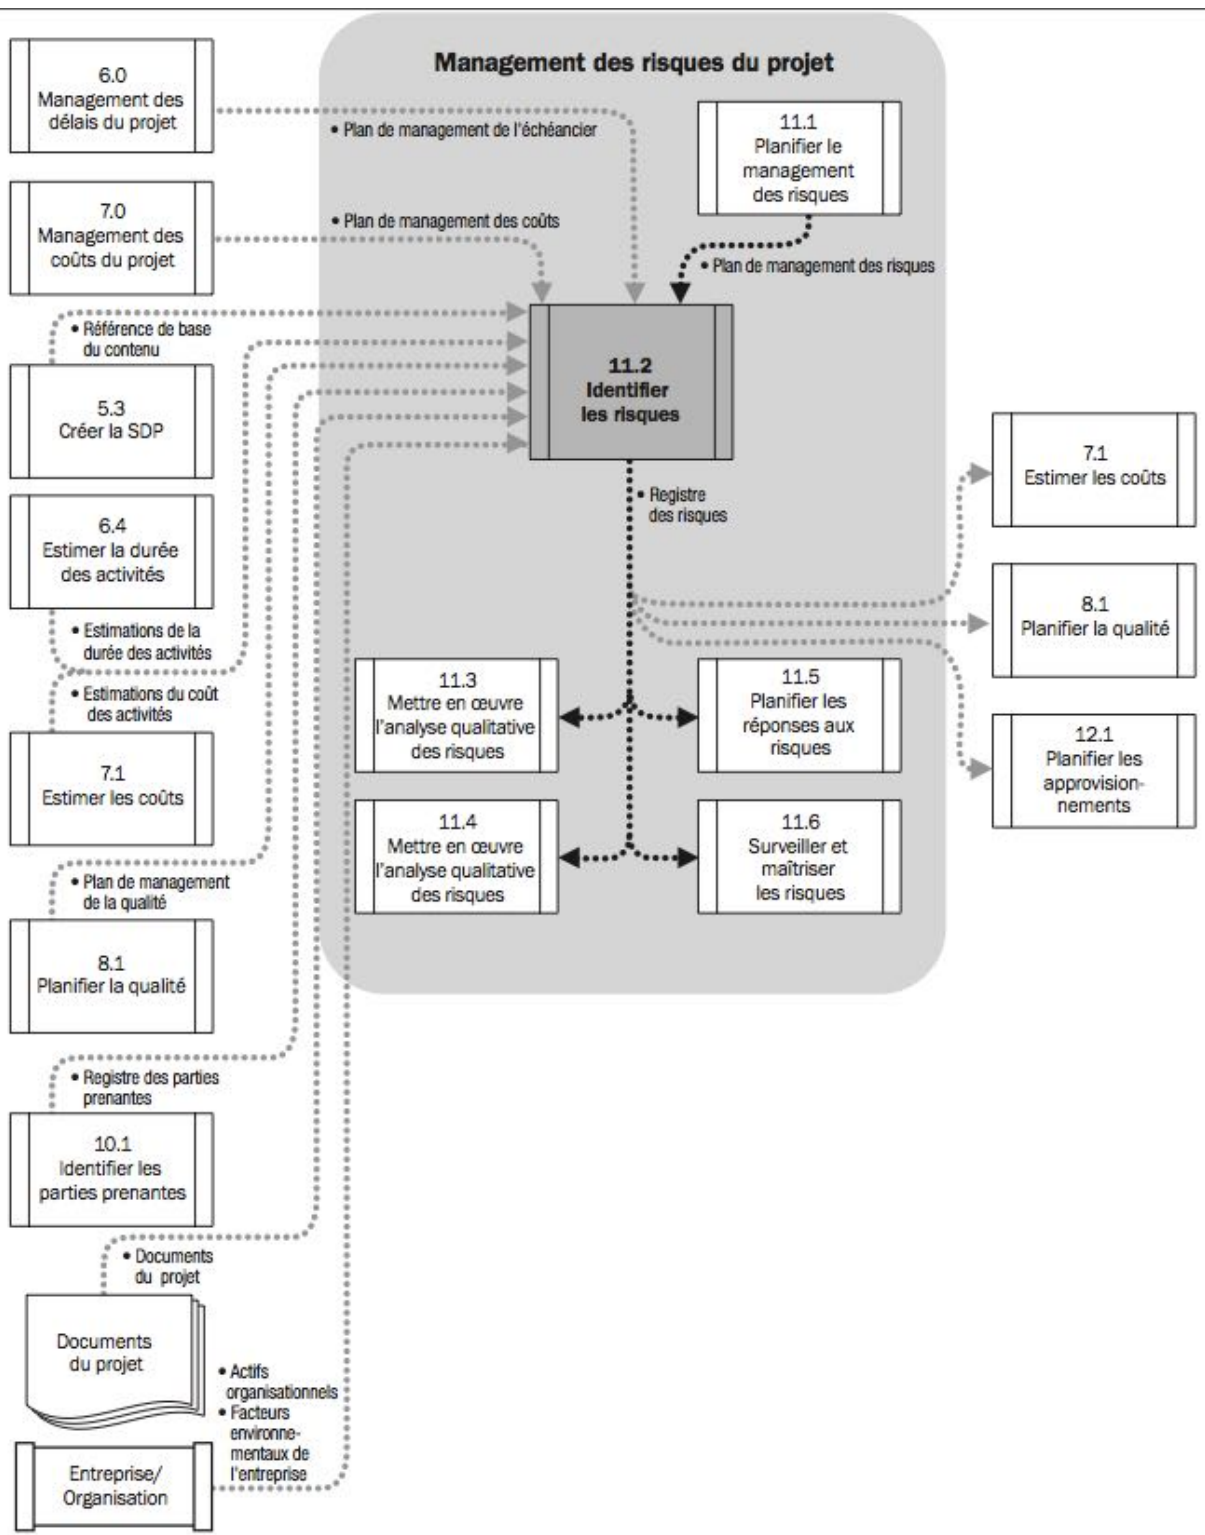 Management des risques du projet
6.0
Management des
délais du projet
• Plan de management de l'échéancier
11.1
Planifier le
management
des risques
7.0
Management des
coûts du projet
• Plan de management des coûts
• Plan de management des risques
• Référence de base
du contenu
5.3
Créer la SDP
11.2
Identifier
les risques
• Registre
des risques
6.4
Estimer la durée
des activités
• Estimations de la
durée des activités
• Estimations du coût
des activités
7.1
Estimer les coûts
7.1
Estimer les coûts
8.1
Planifier la qualité
12.1
Planifier les
approvision-
nements
11.3
Mettre en œuvre
l'analyse qualitative
des risques
11.5
Planifier les
réponses aux
risques
11.4
Mettre en œuvre
l'analyse qualitative
des risques
11.6
Surveiller et
maîtriser
les risques
• Plan de management
de la qualité
8.1
Planifier la qualité
• Registre des parties
prenantes
10.1
Identifier les
parties prenantes
• Documents
du projet
Documents
du projet
• Actifs
organisationnels
• Facteurs
environne-
mentaux de
l'entreprise
Entreprise/
Organisation